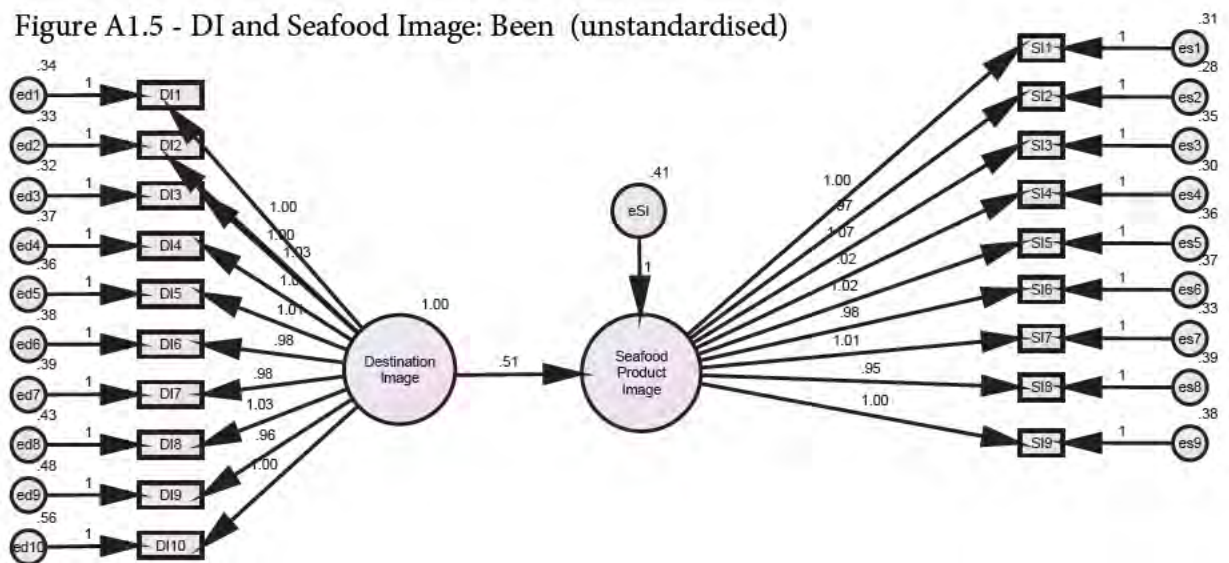 Figure A1.5 - DI and Seafood Image: Been (unstandardised)
.34
ed1 1 DI1
.33
ed2 1 DI2
.32
ed3 1 DI3
.37
ed4 1 DI4
.36
ed5 1 DI5
.38
ed6 1 DI6
.39
ed7 1 DI7
.43
ed8 1 DI8
.48
ed9 1 DI9
.56
ed10 1 DI10
1.00
1.00
1.03
1.01
.98
.98
1.03
.96
1.00
1.00
Destination
Image
.51
.41
eSI
1
Seafood
Product
Image
1.00
.97
1.07
.02
1.02
.98
1.01
.95
1.00
.31
SI1 1 es1
.28
SI2 1 es2
.35
SI3 1 es3
.30
SI4 1 es4
.36
SI5 1 es5
.37
SI6 1 es6
.33
SI7 1 es7
.39
SI8 1 es8
.38
SI9 1 es9